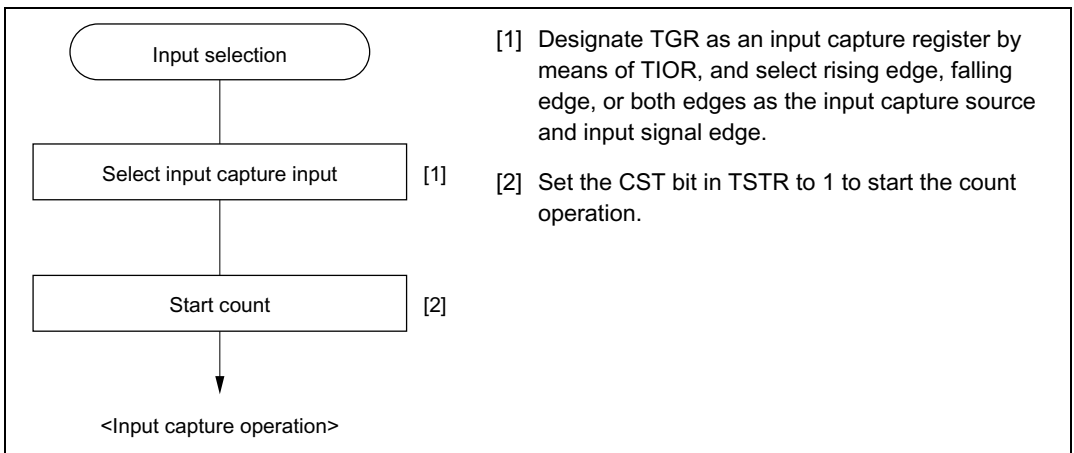 Input selection
Select input capture input
[1]
Start count
[2]
<Input capture operation>
[1] Designate TGR as an input capture register by
means of TIOR, and select rising edge, falling
edge, or both edges as the input capture source
and input signal edge.
[2] Set the CST bit in TSTR to 1 to start the count
operation.